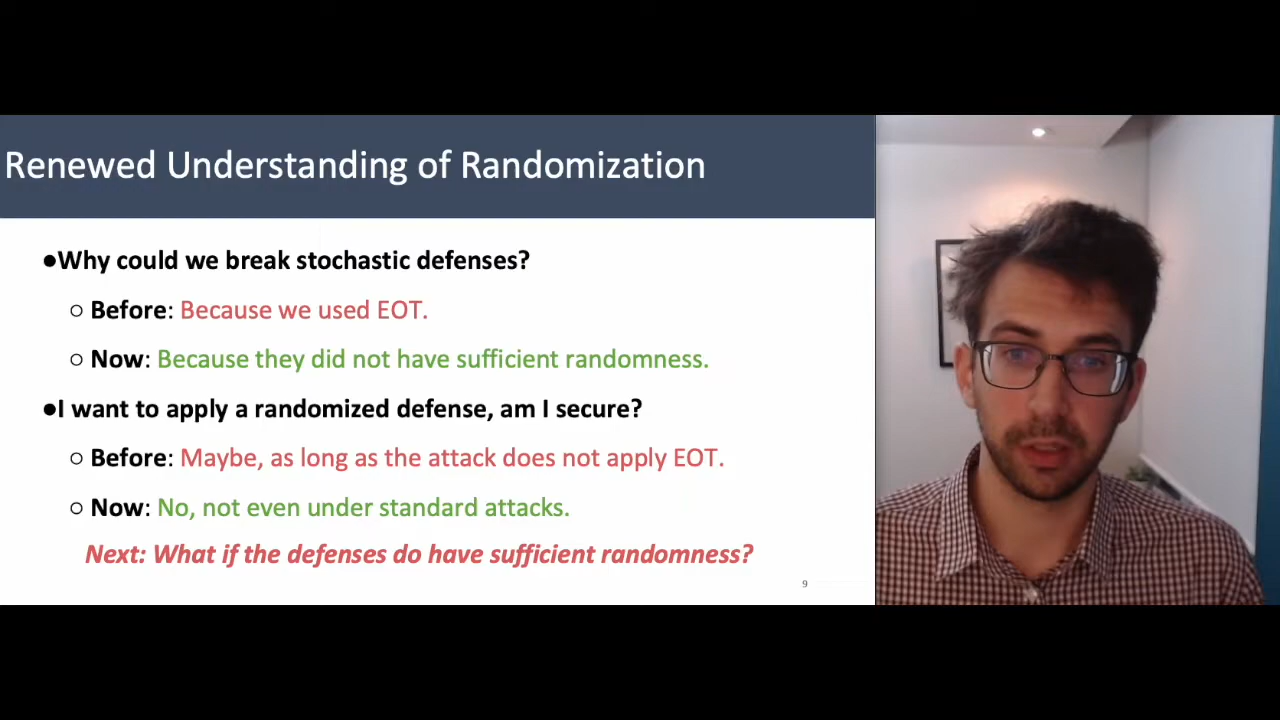 Renewed Understanding of Randomization
●Why could we break stochastic defenses?
○ Before: Because we used EOT.
○ Now: Because they did not have sufficient randomness.
●I want to apply a randomized defense, am I secure?
○ Before: Maybe, as long as the attack does not apply EOT.
○ Now: No, not even under standard attacks.
Next: What if the defenses do have sufficient randomness?
9